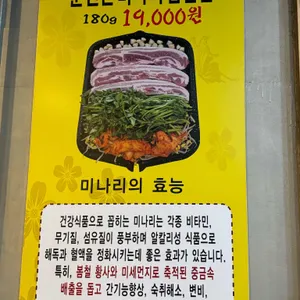 180g 19,000원
미나리의 효능
건강식품으로 꼽히는 미나리는 각종 비타민,
무기질, 섬유질이 풍부하며 알칼리성 식품으로
해독과 혈액을 정화시키는데 좋은 효과가 있습니다.
특히, 봄철 황사와 미세먼지로 축적된 중금속
배출을 돕고 간기능향상, 숙취해소, 변비,